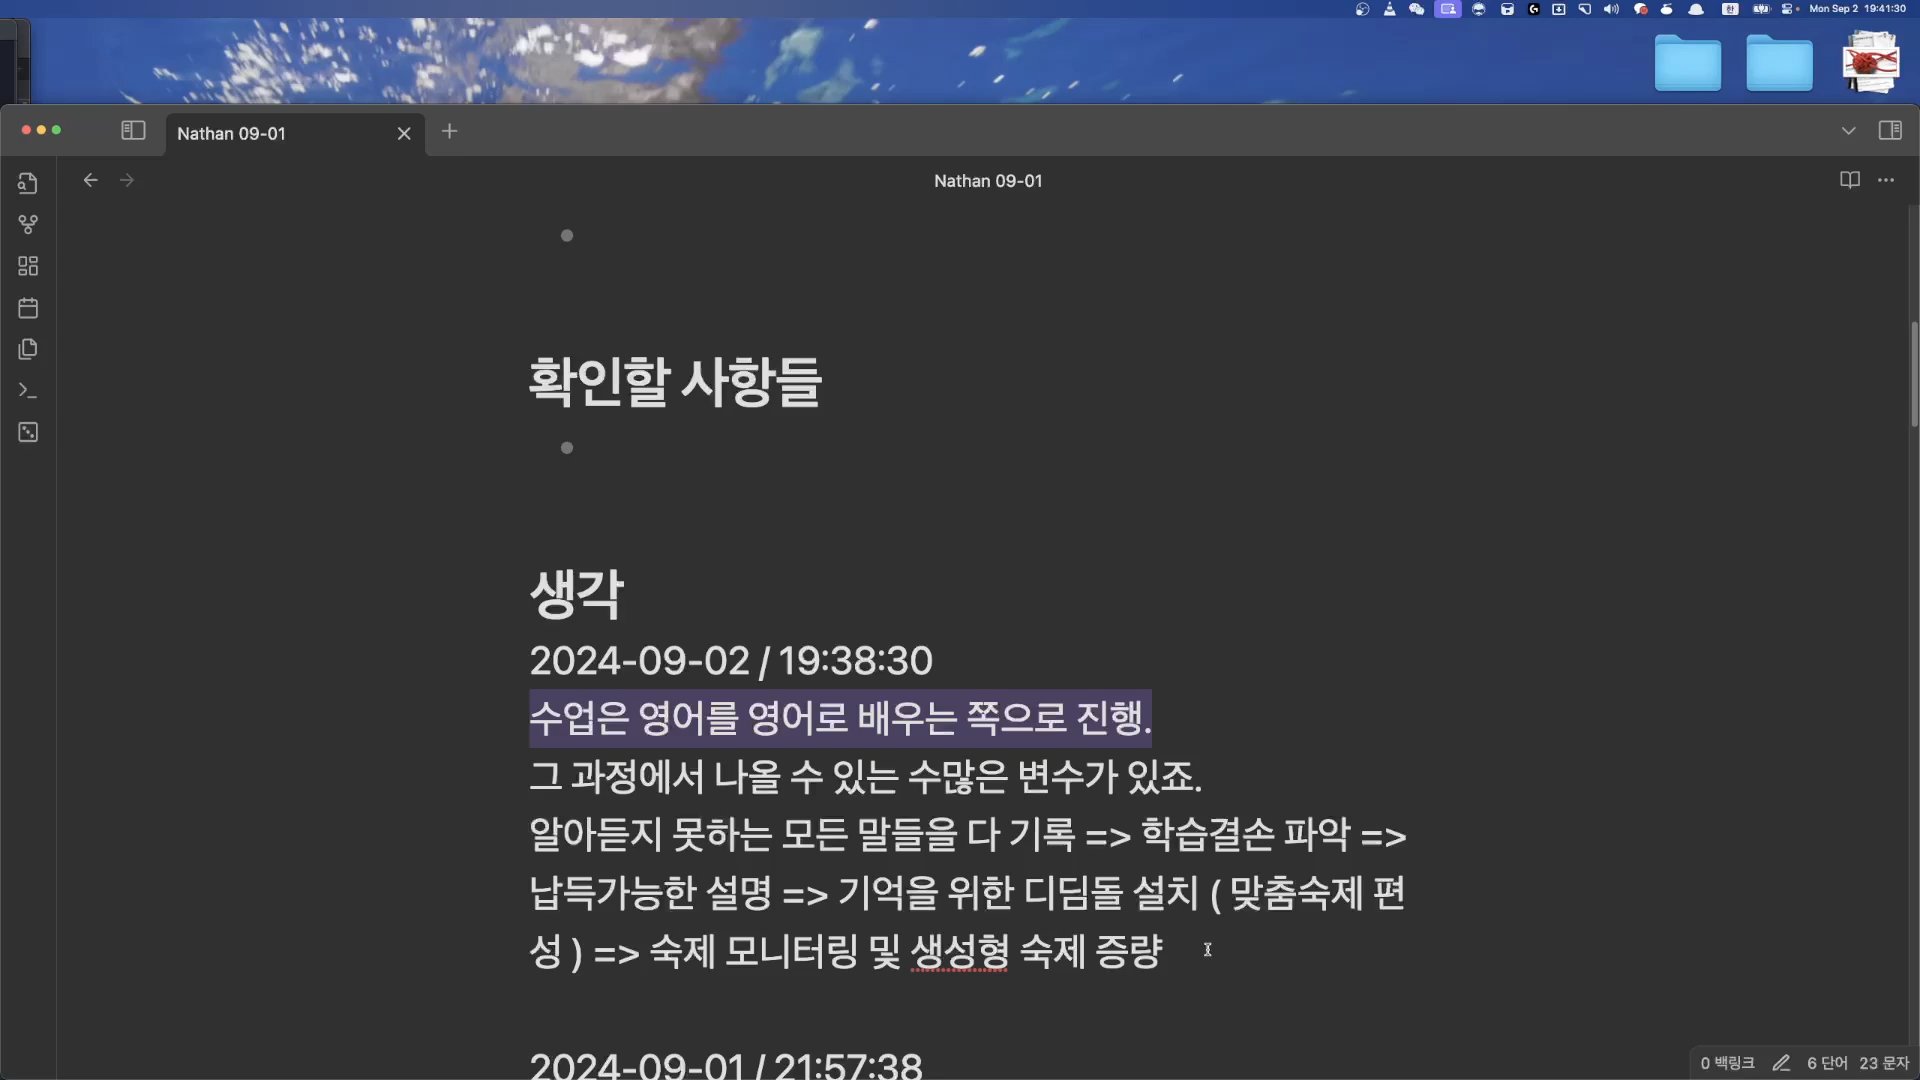 Mon Sep 2 19:41:30
Nathan 09-01
Nathan 09-01
확인할 사항들
생각
2024-09-02 / 19:38:30
수업은 영어를 영어로 배우는 쪽으로 진행.
그 과정에서 나올 수 있는 수많은 변수가 있죠.
알아듣지 못하는 모든 말들을 다 기록 => 학습결손 파악 =>
납득가능한 설명 => 기억을 위한 디딤돌 설치 ( 맞춤숙제 편
성 ) => 숙제 모니터링 및 생성형 숙제 증량
2024-09-01 / 21:57:38
0 백링크 6 단어 23 문자